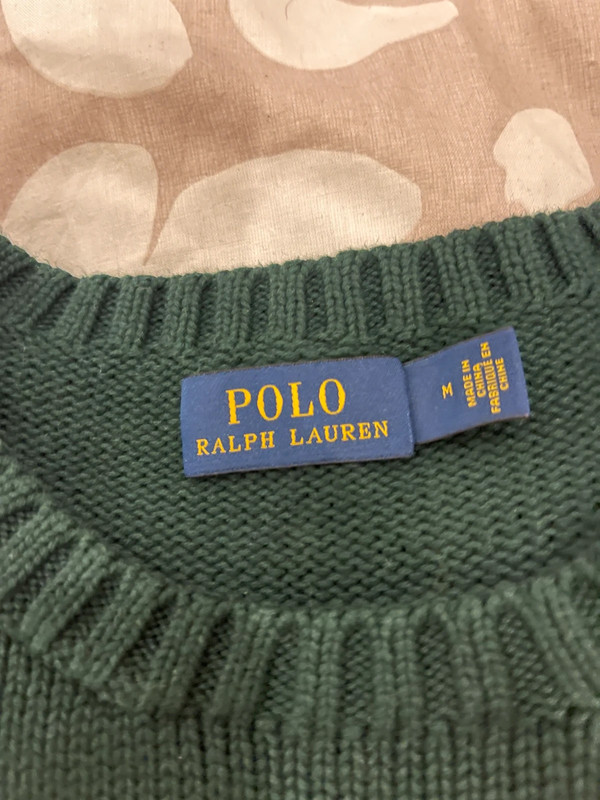 POLO
RALPH LAUREN
M
MADE IN
CHINA
FABRIQUÉ EN
CHINE